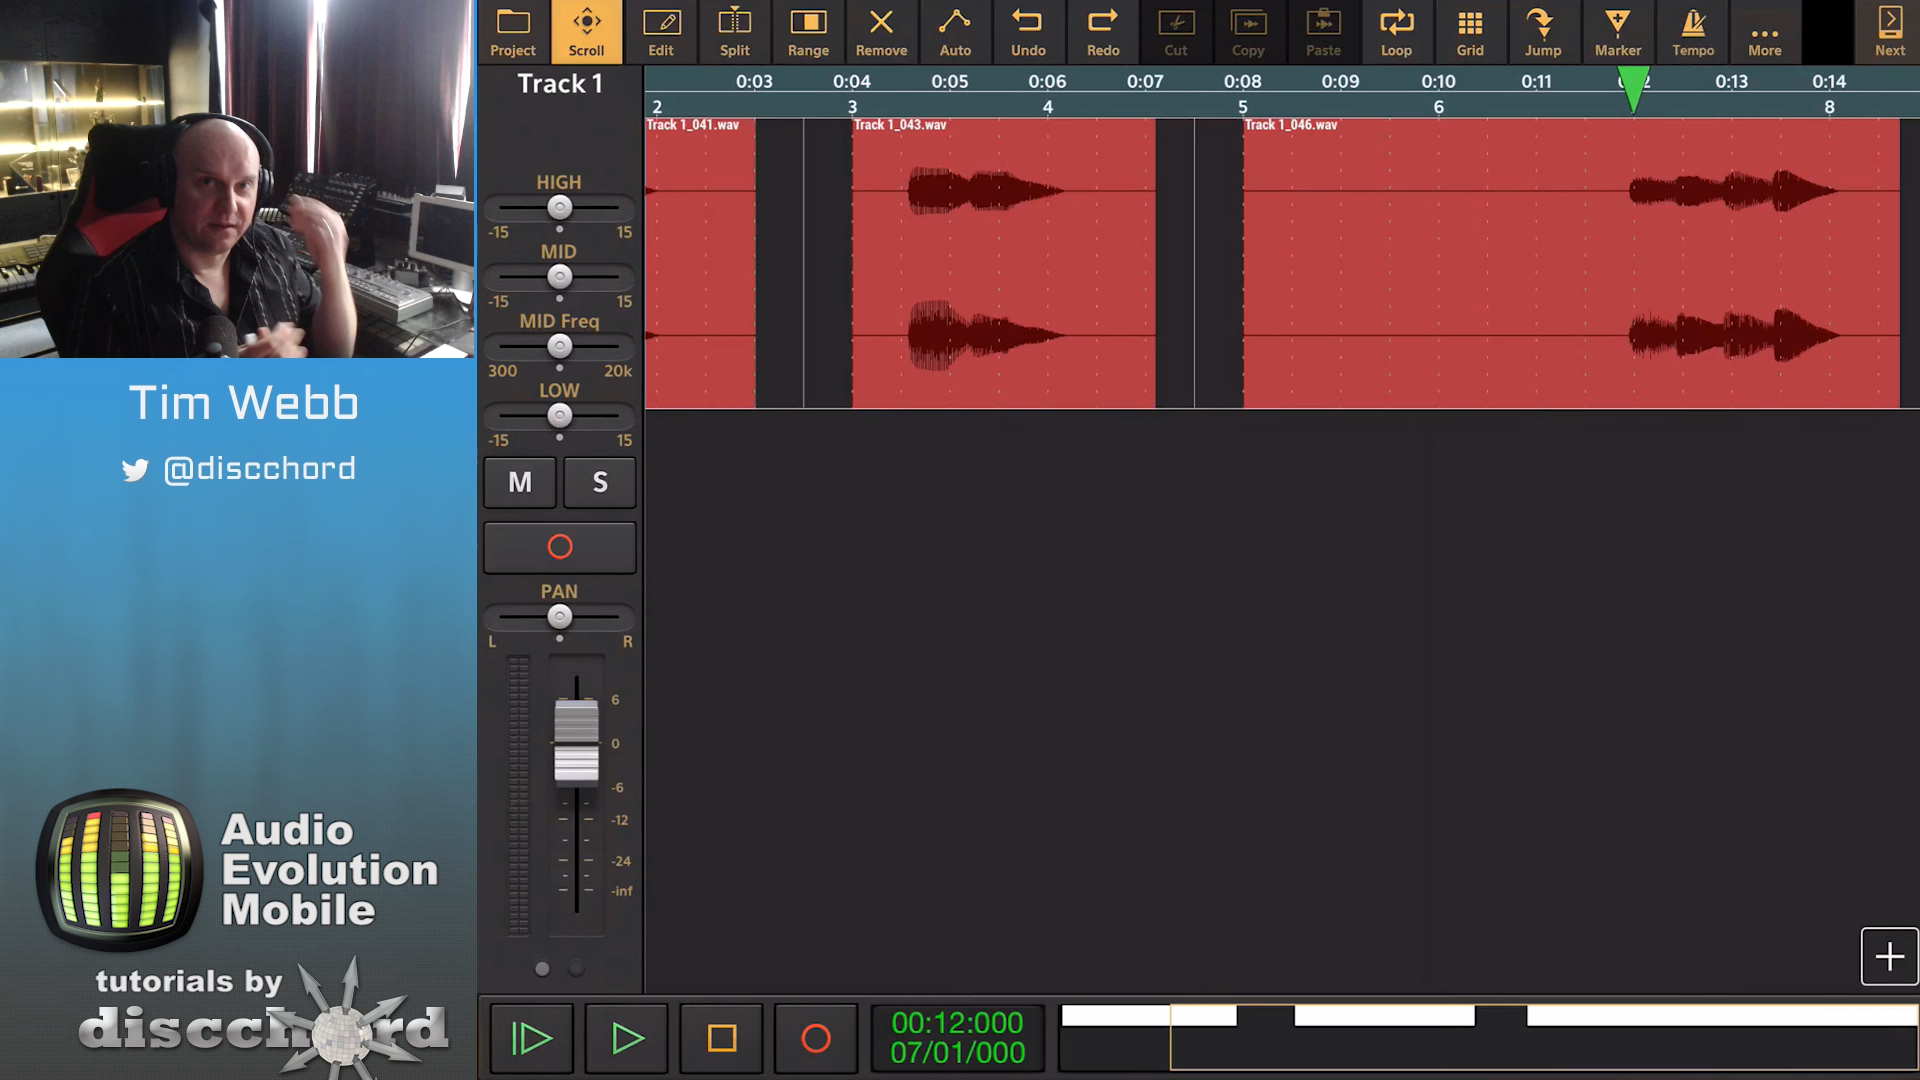 Project Scroll Edit Split Range Remove Auto Undo Redo Cut Copy Paste Loop Grid Jump Marker Tempo More Next
Track 1
0:03 0:04 0:05 0:06 0:07 0:08 0:09 0:10 0:11 0:13 0:14
2 3 4 5 6 8
Track 1_041.wav Track 1_043.wav Track 1_046.wav
HIGH
-15 15
MID
-15 15
MID Freq
300 20k
LOW
-15 15
M S
PAN
L R
6
0
-6
-12
-24
-inf
00:12:000
07/01/000
Tim Webb
@discchord
Audio
Evolution
Mobile
tutorials by
discchord